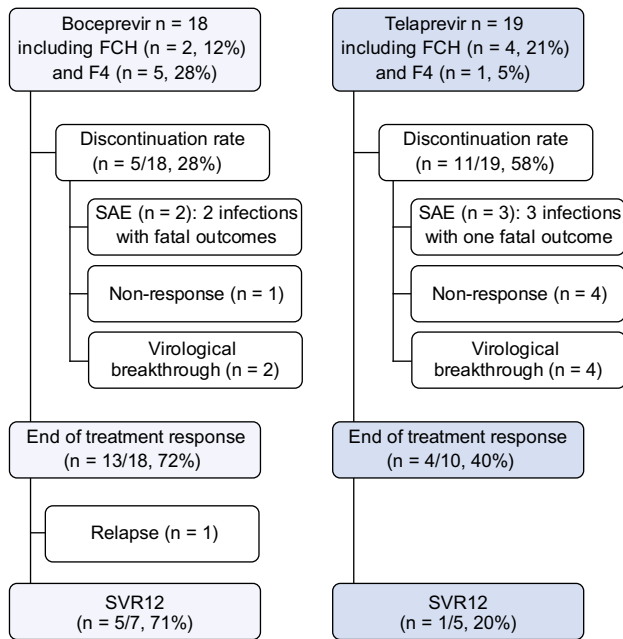 Boceprevir n = 18
including FCH (n = 2, 12%)
and F4 (n = 5, 28%)
Discontinuation rate
(n = 5/18, 28%)
SAE (n = 2): 2 infections
with fatal outcomes
Non-response (n = 1)
Virological
breakthrough (n = 2)
End of treatment response
(n = 13/18, 72%)
Relapse (n = 1)
SVR12
(n = 5/7, 71%)
Telaprevir n = 19
including FCH (n = 4, 21%)
and F4 (n = 1, 5%)
Discontinuation rate
(n = 11/19, 58%)
SAE (n = 3): 3 infections
with one fatal outcome
Non-response (n = 4)
Virological
breakthrough (n = 4)
End of treatment response
(n = 4/10, 40%)
SVR12
(n = 1/5, 20%)